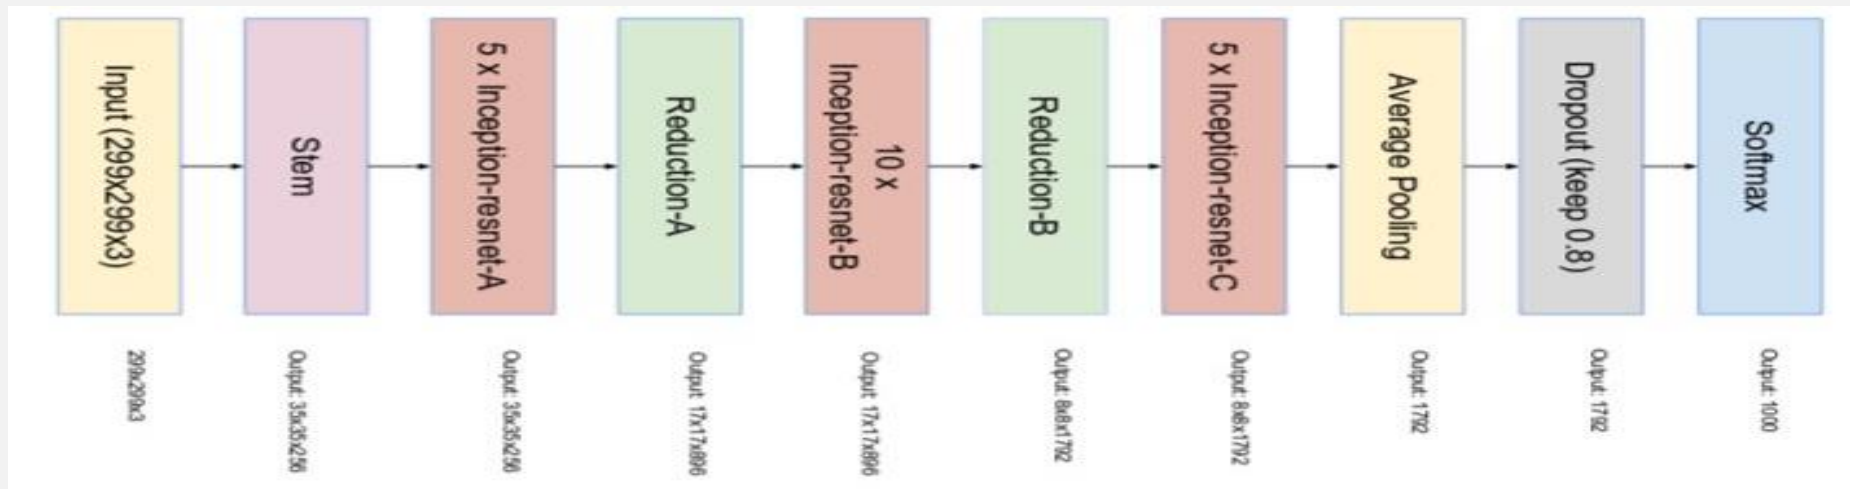 Input (299x299x3)
Stem
5 x Inception-resnet-A
Reduction-A
10 x
Inception-resnet-B
Reduction-B
5 x Inception-resnet-C
Average Pooling
Dropout (keep 0.8)
Softmax
299x299x3
Output: 35x35x256
Output: 35x35x256
Output: 17x17x896
Output: 17x17x896
Output: 8x8x1792
Output: 8x8x1792
Output: 1792
Output: 1792
Output: 1000